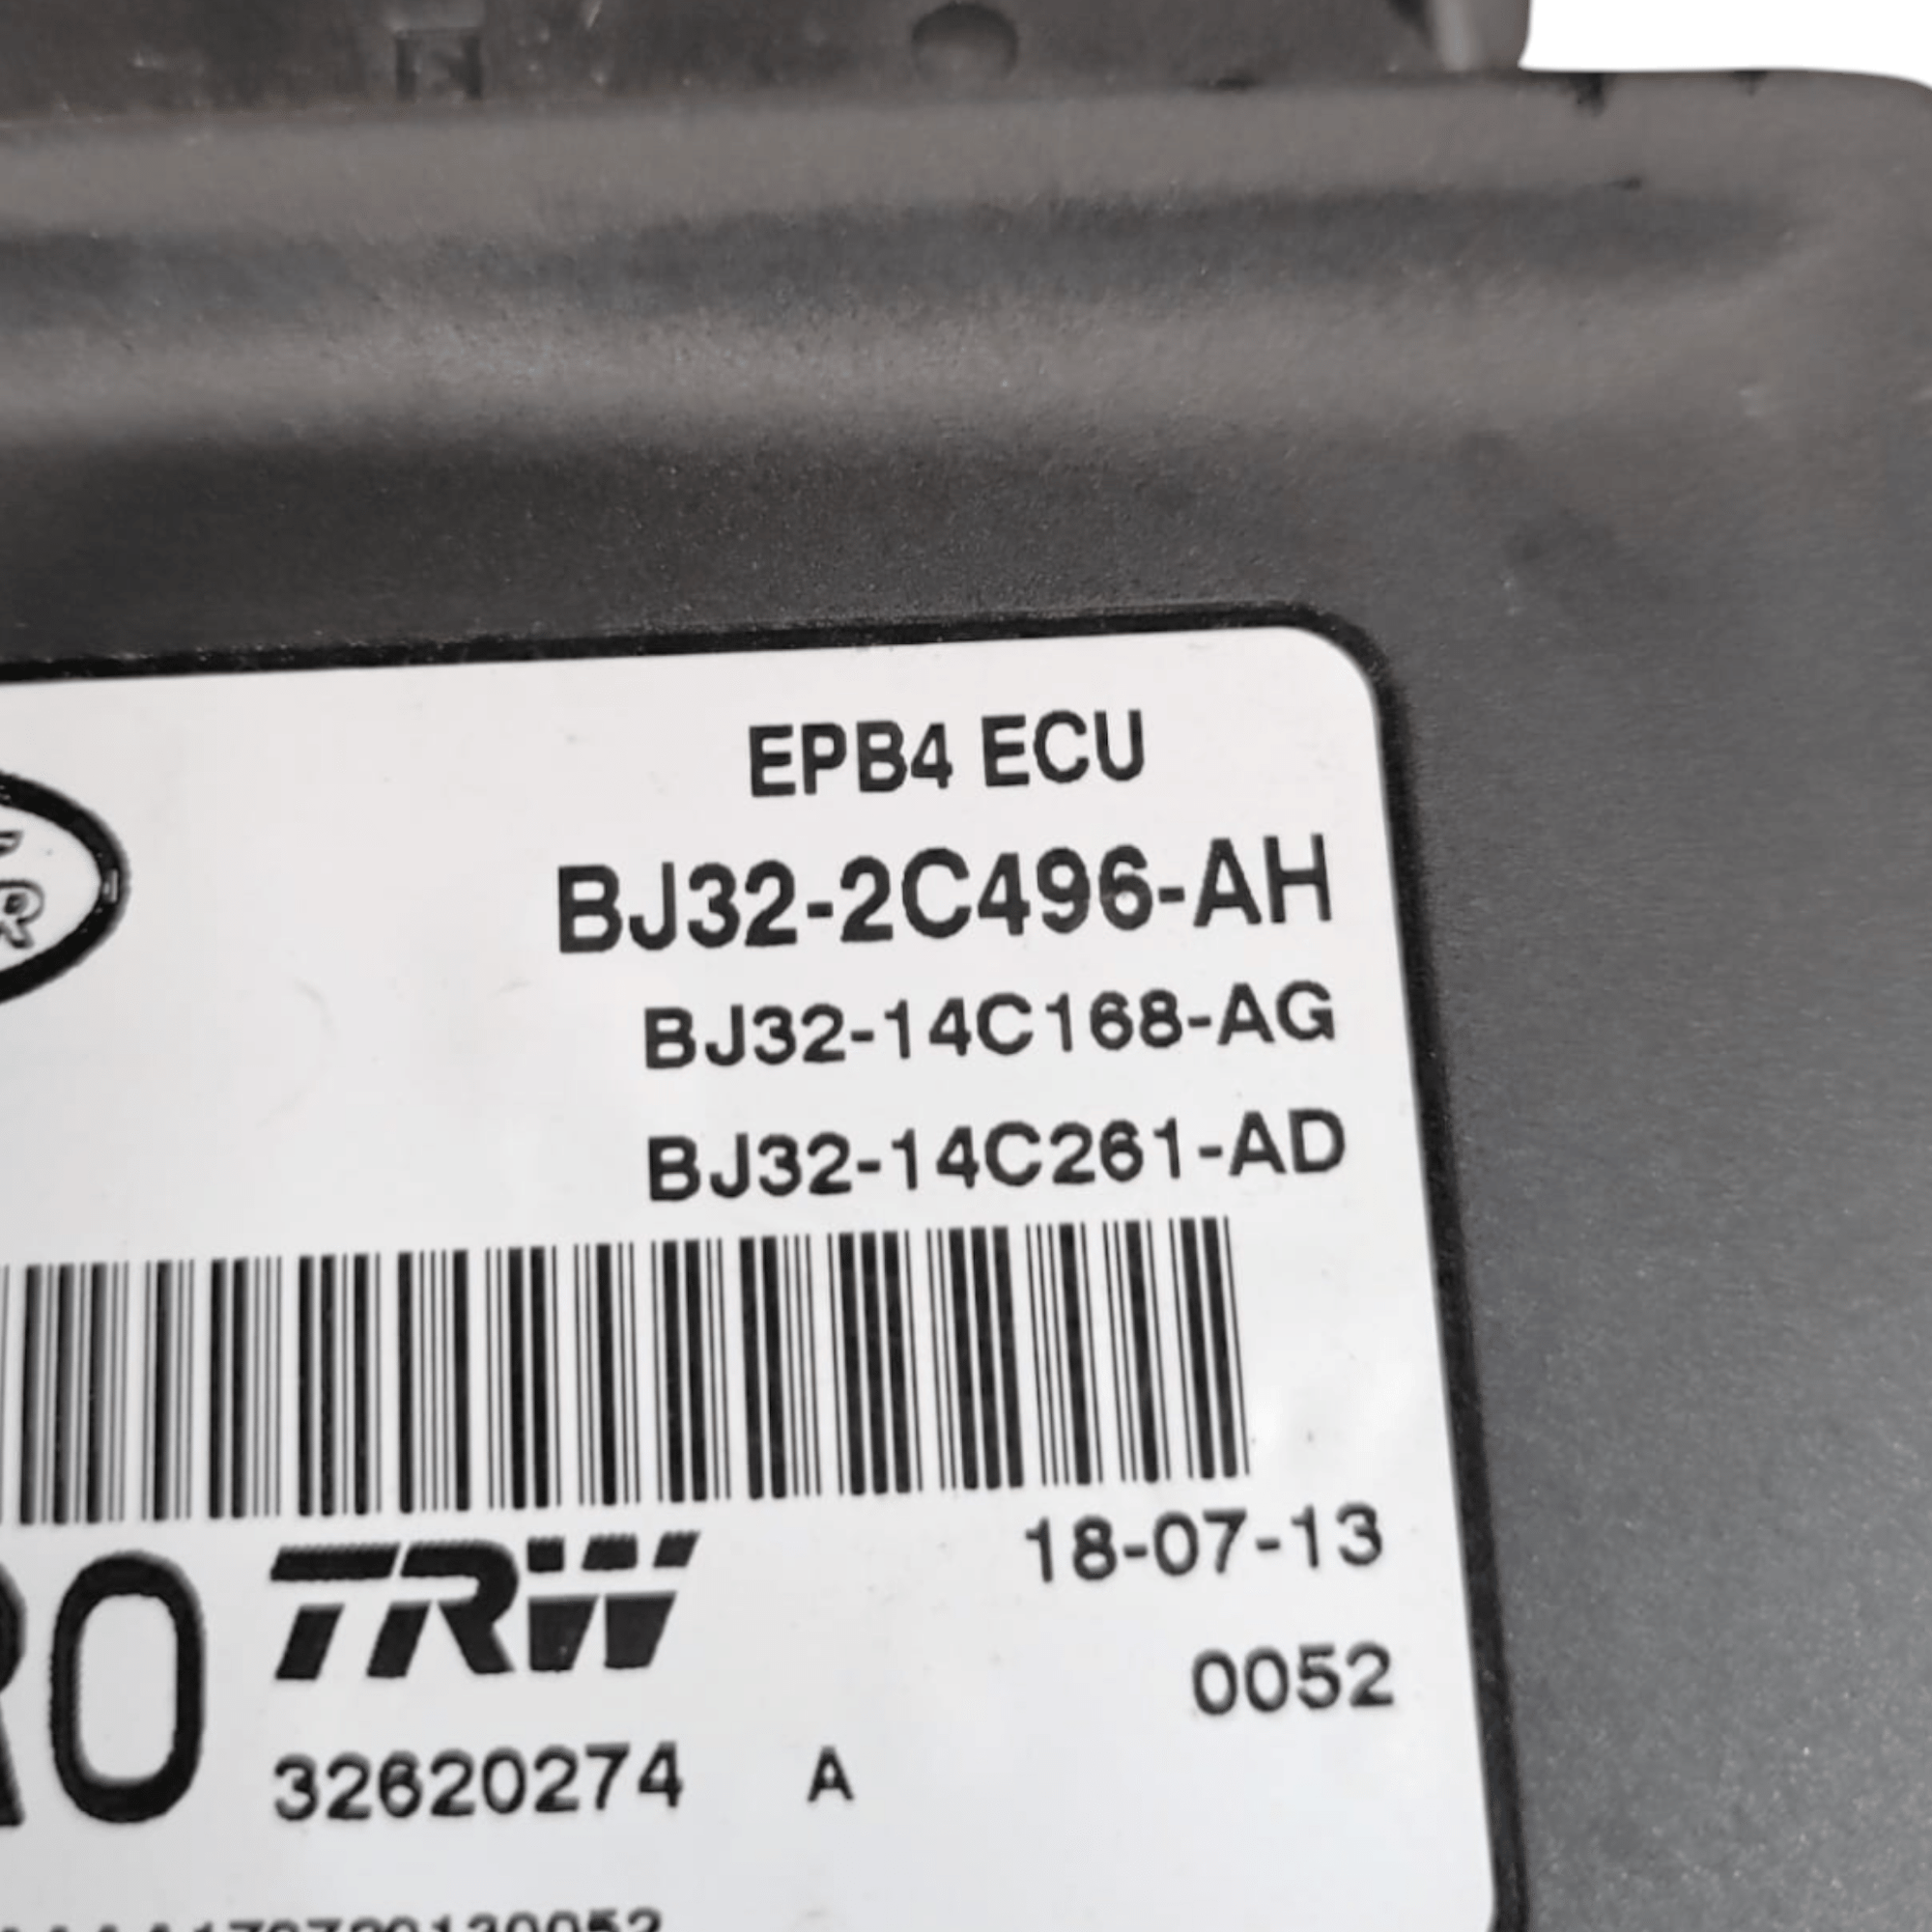 EPB4 ECU
BJ32-2C496-AH
BJ32-14C168-AG
BJ32-14C261-AD
TRW
18-07-13
0052
32620274 A